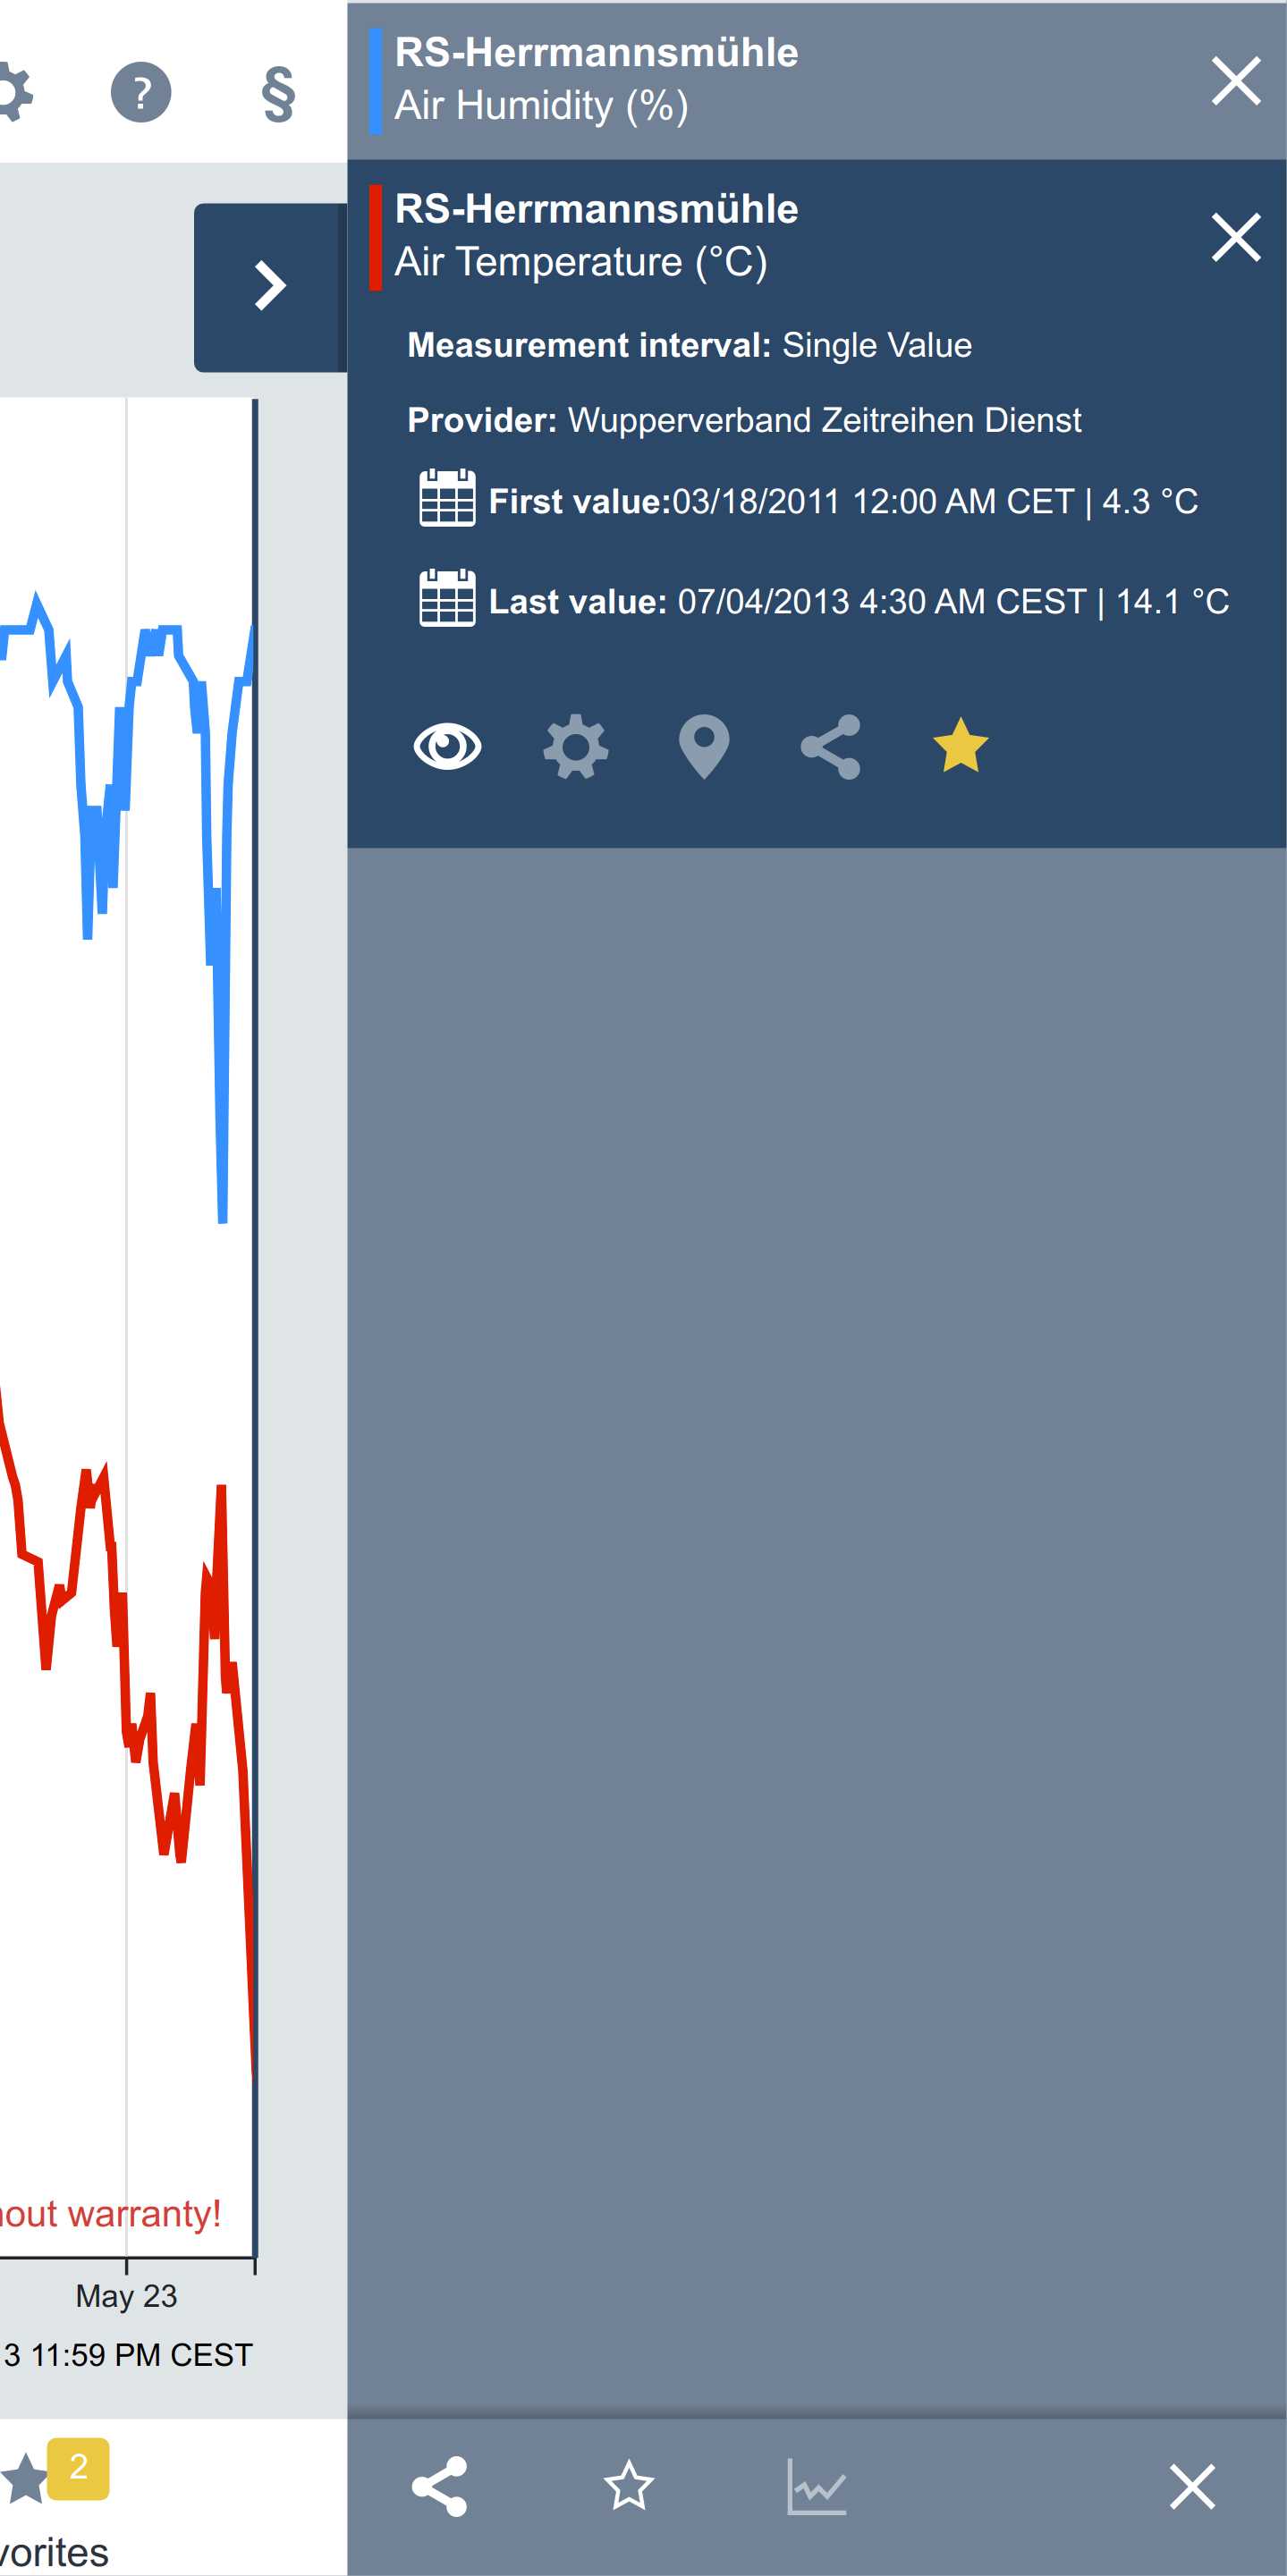 ? §
RS-Herrmannsmühle
Air Humidity (%)
RS-Herrmannsmühle
Air Temperature (°C)
Measurement interval: Single Value
Provider: Wupperverband Zeitreihen Dienst
First value:03/18/2011 12:00 AM CET | 4.3 °C
Last value: 07/04/2013 4:30 AM CEST | 14.1 °C
out warranty!
May 23
3 11:59 PM CEST
2
vorites